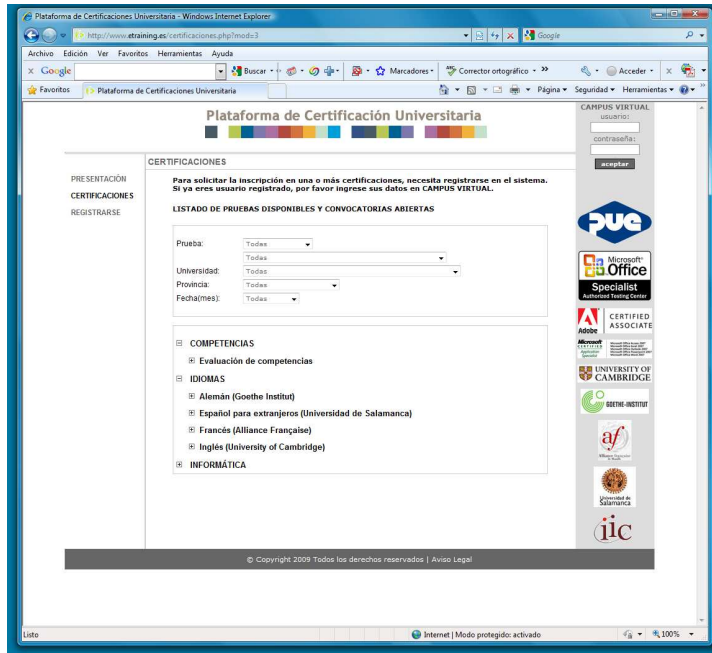 Plataforma de Certificaciones Universitaria - Windows Internet Explorer
http://www.etraining.es/certificaciones.php?mod=3
Google
Archivo Edición Ver Favoritos Herramientas Ayuda
x Google
Buscar
Marcadores
Corrector ortográfico
Acceder
Favoritos
Plataforma de Certificaciones Universitaria
Página Seguridad Herramientas
Plataforma de Certificación Universitaria
CAMPUS VIRTUAL
usuario:
contraseña:
aceptar
CERTIFICACIONES
PRESENTACIÓN
CERTIFICACIONES
REGISTRARSE
Para solicitar la inscripción en una o más certificaciones, necesita registrarse en el sistema.
Si ya eres usuario registrado, por favor ingrese sus datos en CAMPUS VIRTUAL.
LISTADO DE PRUEBAS DISPONIBLES Y CONVOCATORIAS ABIERTAS
Prueba: Todas
Todas
Universidad: Todas
Provincia: Todas
Fecha(mes): Todas
COMPETENCIAS
Evaluación de competencias
IDIOMAS
Alemán (Goethe Institut)
Español para extranjeros (Universidad de Salamanca)
Francés (Alliance Française)
Inglés (University of Cambridge)
INFORMÁTICA
pue
Microsoft
Office
Specialist
Authorized Testing Center
Adobe
CERTIFIED
ASSOCIATE
Microsoft
CERTIFIED
Application
Specialist
UNIVERSITY OF
CAMBRIDGE
GOETHE-INSTITUT
af
Universidad de
Salamanca
iic
© Copyright 2009 Todos los derechos reservados | Aviso Legal
Listo
Internet | Modo protegido: activado
100%